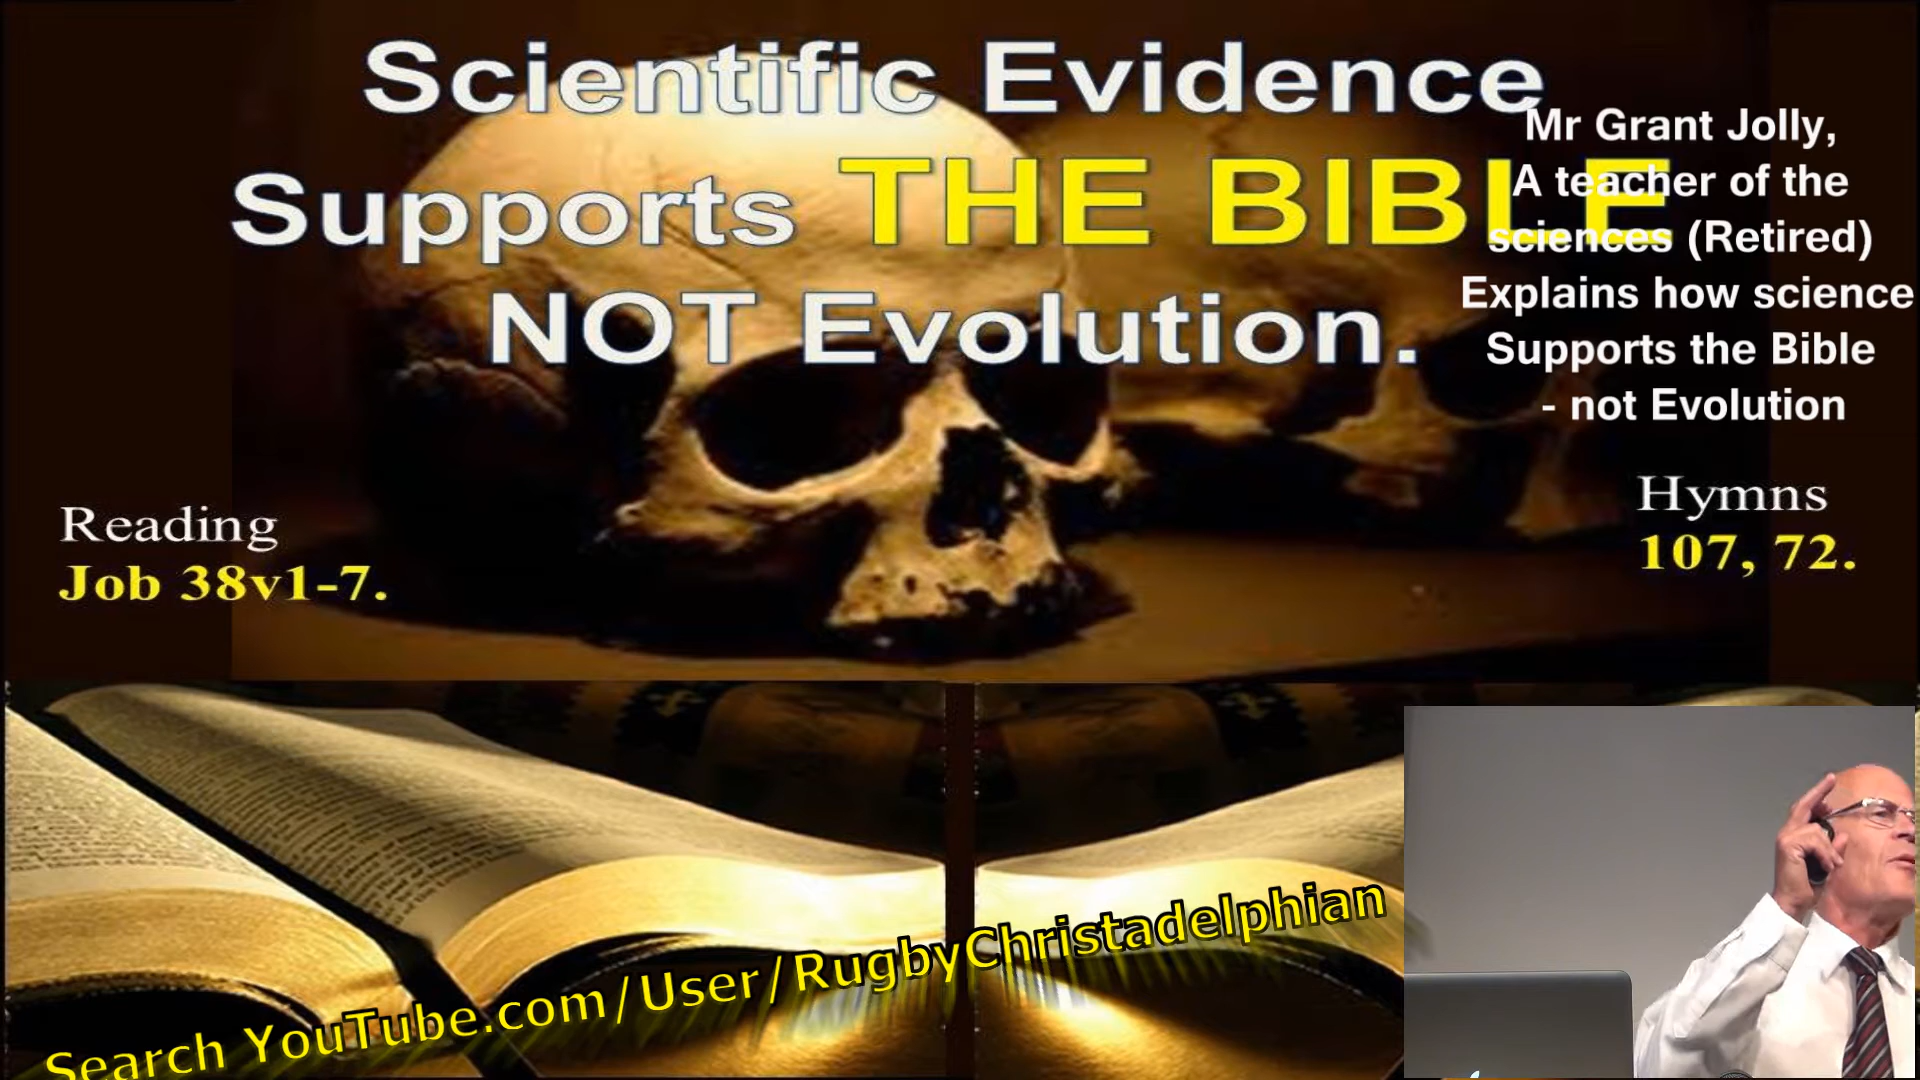 Scientific Evidence
Supports THE BIBLE
NOT Evolution.
Mr Grant Jolly,
A teacher of the
sciences (Retired)
Explains how science
Supports the Bible
- not Evolution
Reading
Job 38v1-7.
Hymns
107, 72.
Search YouTube.com/User/RugbyChristadelphian